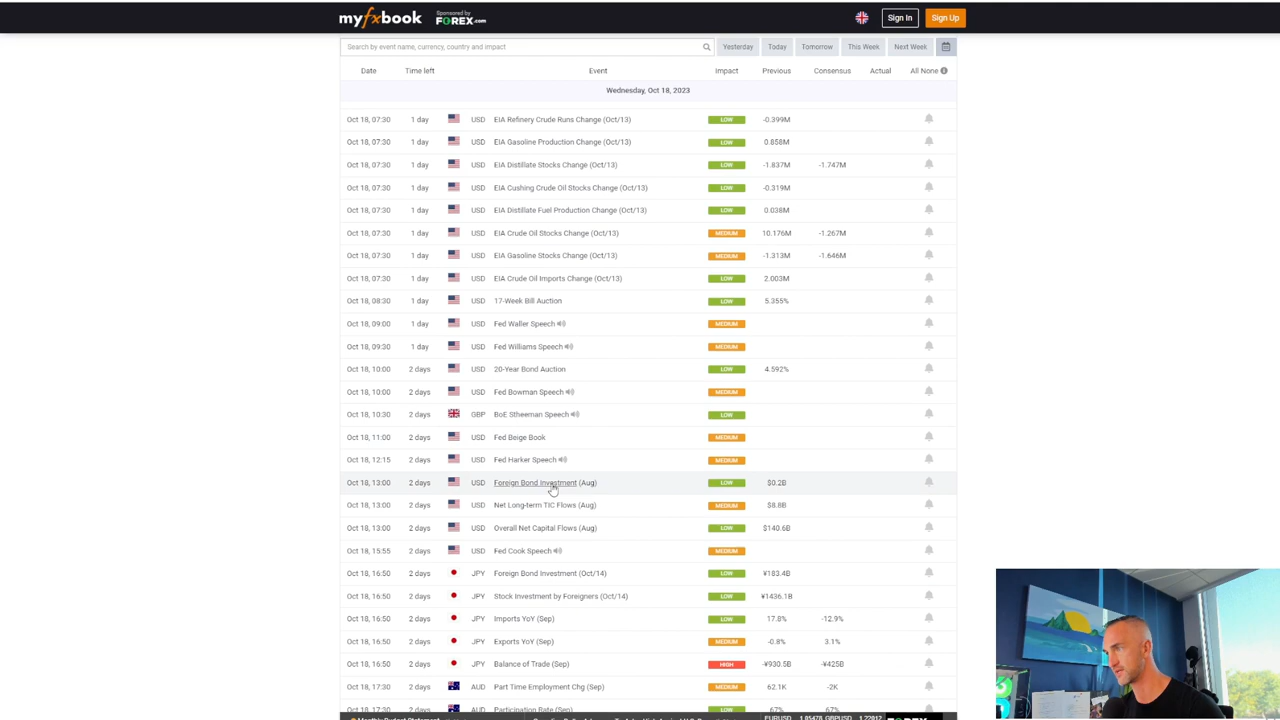 myfxbook Sponsored by FOREX.com Sign In Sign Up
Search by event name, currency, country and impact Yesterday Today Tomorrow This Week Next Week
Date Time left Event Impact Previous Consensus Actual All None
Wednesday, Oct 18, 2023
Oct 18, 07:30 1 day USD EIA Refinery Crude Runs Change (Oct/13) LOW -0.399M
Oct 18, 07:30 1 day USD EIA Gasoline Production Change (Oct/13) LOW 0.858M
Oct 18, 07:30 1 day USD EIA Distillate Stocks Change (Oct/13) LOW -1.837M -1.747M
Oct 18, 07:30 1 day USD EIA Cushing Crude Oil Stocks Change (Oct/13) LOW -0.319M
Oct 18, 07:30 1 day USD EIA Distillate Fuel Production Change (Oct/13) LOW 0.038M
Oct 18, 07:30 1 day USD EIA Crude Oil Stocks Change (Oct/13) MEDIUM 10.176M -1.267M
Oct 18, 07:30 1 day USD EIA Gasoline Stocks Change (Oct/13) MEDIUM -1.313M -1.646M
Oct 18, 07:30 1 day USD EIA Crude Oil Imports Change (Oct/13) LOW 2.003M
Oct 18, 08:30 1 day USD 17-Week Bill Auction LOW 5.355%
Oct 18, 09:00 1 day USD Fed Waller Speech MEDIUM
Oct 18, 09:30 1 day USD Fed Williams Speech MEDIUM
Oct 18, 10:00 2 days USD 20-Year Bond Auction LOW 4.592%
Oct 18, 10:00 2 days USD Fed Bowman Speech MEDIUM
Oct 18, 10:30 2 days GBP BoE Stheeman Speech LOW
Oct 18, 11:00 2 days USD Fed Beige Book MEDIUM
Oct 18, 12:15 2 days USD Fed Harker Speech MEDIUM
Oct 18, 13:00 2 days USD Foreign Bond Investment (Aug) LOW $0.2B
Oct 18, 13:00 2 days USD Net Long-term TIC Flows (Aug) MEDIUM $8.8B
Oct 18, 13:00 2 days USD Overall Net Capital Flows (Aug) LOW $140.6B
Oct 18, 15:55 2 days USD Fed Cook Speech MEDIUM
Oct 18, 16:50 2 days JPY Foreign Bond Investment (Oct/14) LOW ¥183.4B
Oct 18, 16:50 2 days JPY Stock Investment by Foreigners (Oct/14) LOW ¥1436.1B
Oct 18, 16:50 2 days JPY Imports YoY (Sep) LOW 17.8% -12.9%
Oct 18, 16:50 2 days JPY Exports YoY (Sep) MEDIUM -0.8% 3.1%
Oct 18, 16:50 2 days JPY Balance of Trade (Sep) HIGH -¥930.5B -¥425B
Oct 18, 17:30 2 days AUD Part Time Employment Chg (Sep) MEDIUM 62.1K -2K
Oct 18, 17:30 2 days AUD Participation Rate (Sep) LOW 67% 67%